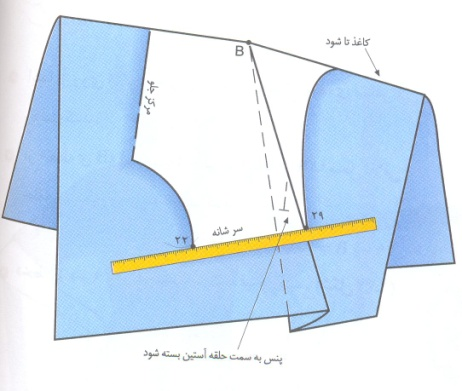 کاغذ تا شود
B
مرکز جلو
۲۹
سر شانه
۲۲
پنس به سمت حلقه آستین بسته شود